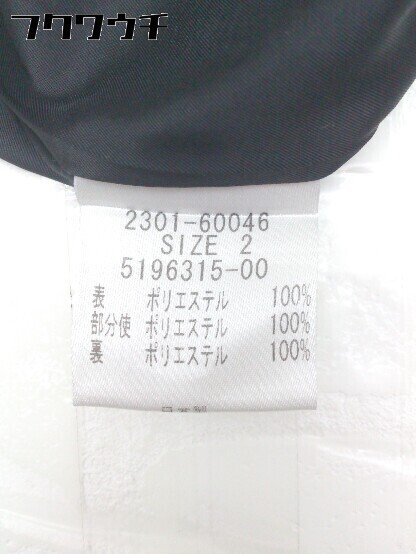 フクワウチ
2301-60046
SIZE 2
5196315-00
表 ポリエステル 100%
部分使 ポリエステル 100%
裏 ポリエステル 100%